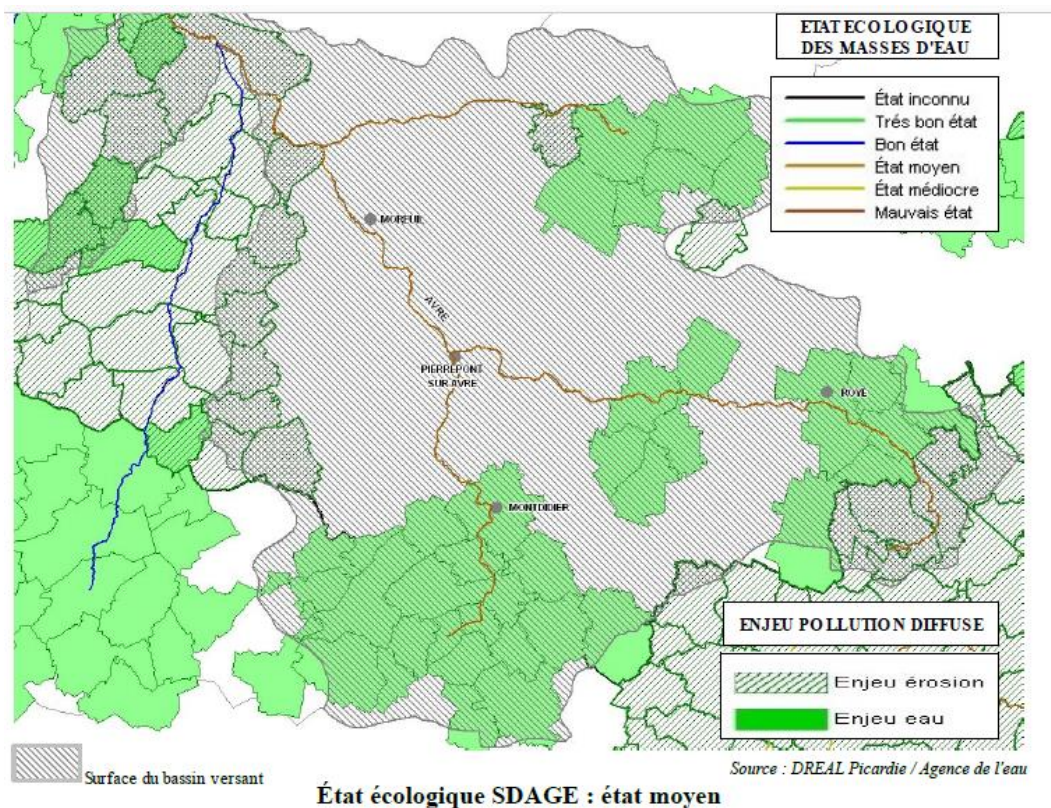 ETAT ECOLOGIQUE
DES MASSES D'EAU
État inconnu
Trés bon état
Bon état
État moyen
État médiocre
Mauvais état
MOREUIL
AVRE
PIERREPONT
SUR AVRE
ROYE
MONTDIDIER
ENJEU POLLUTION DIFFUSE
Enjeu érosion
Enjeu eau
Surface du bassin versant
Source : DREAL Picardie / Agence de l'eau
État écologique SDAGE : état moyen